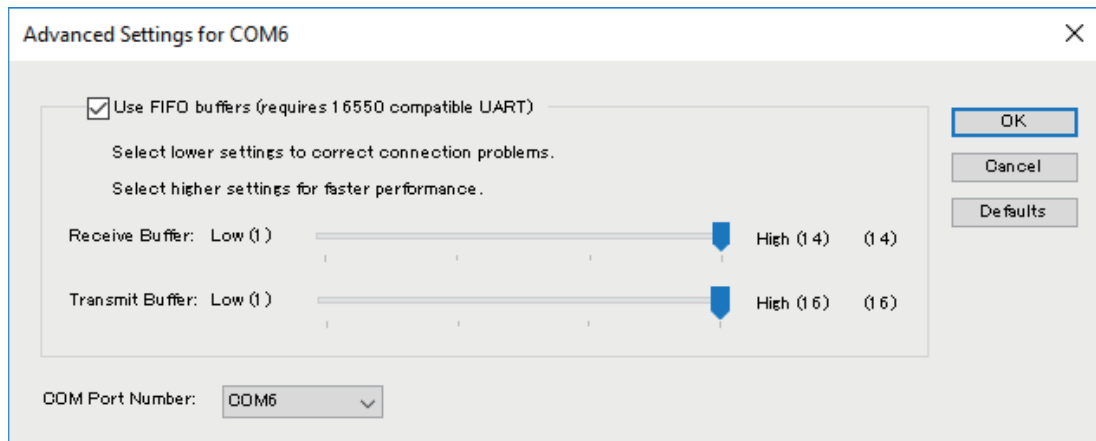 Advanced Settings for COM6
Use FIFO buffers (requires 16550 compatible UART)
Select lower settings to correct connection problems.
Select higher settings for faster performance.
Receive Buffer: Low (1) High (14) (14)
Transmit Buffer: Low (1) High (16) (16)
COM Port Number: COM6
OK
Cancel
Defaults